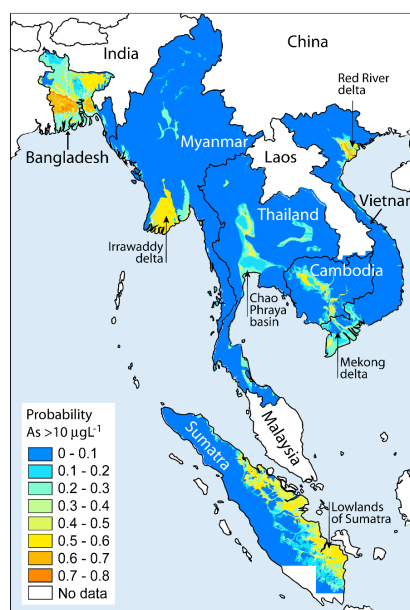 India
China
Red River
delta
Bangladesh
Myanmar
Laos
Vietnam
Thailand
Irrawaddy
delta
Cambodia
Chao
Phraya
basin
Mekong
delta
Malaysia
Sumatra
Lowlands
of Sumatra
Probability
As >10 μgL⁻¹
0 - 0.1
0.1 - 0.2
0.2 - 0.3
0.3 - 0.4
0.4 - 0.5
0.5 - 0.6
0.6 - 0.7
0.7 - 0.8
No data